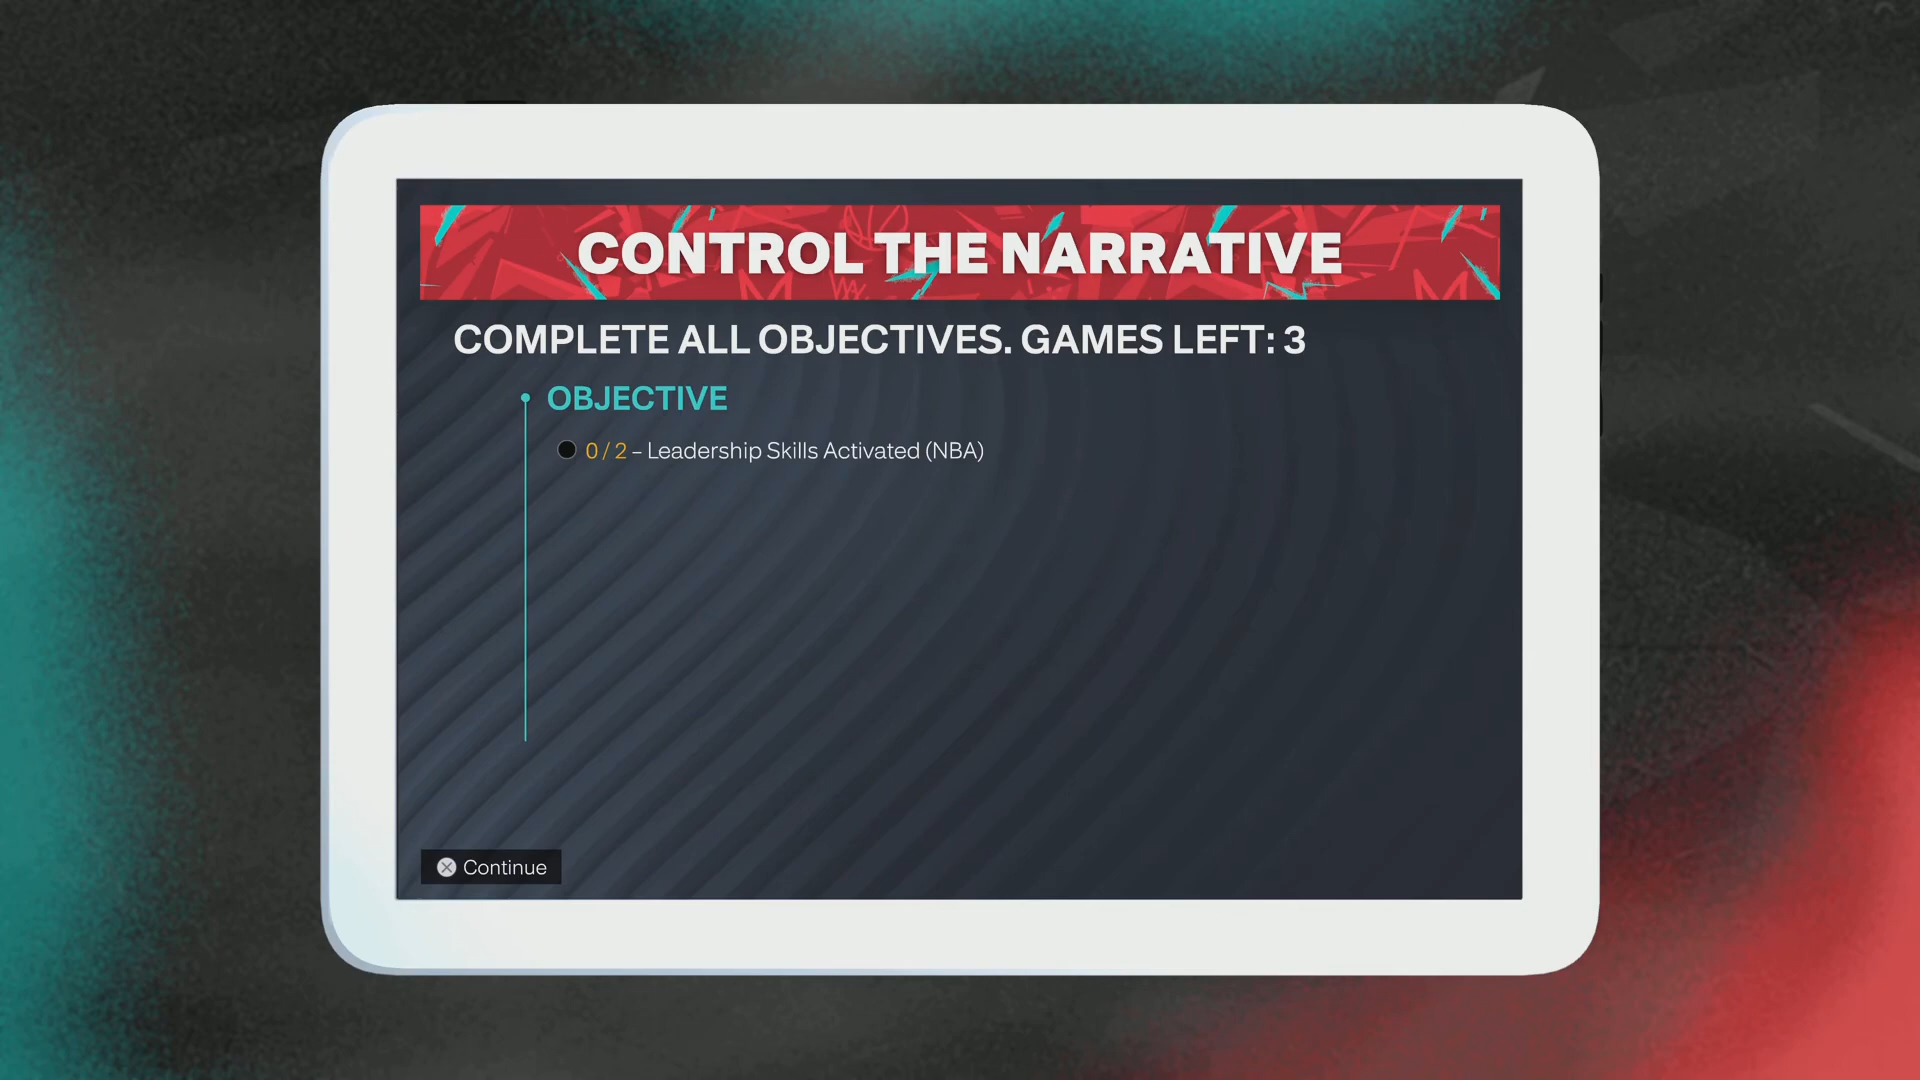 CONTROL THE NARRATIVE
COMPLETE ALL OBJECTIVES. GAMES LEFT: 3
OBJECTIVE
0 / 2 – Leadership Skills Activated (NBA)
Continue